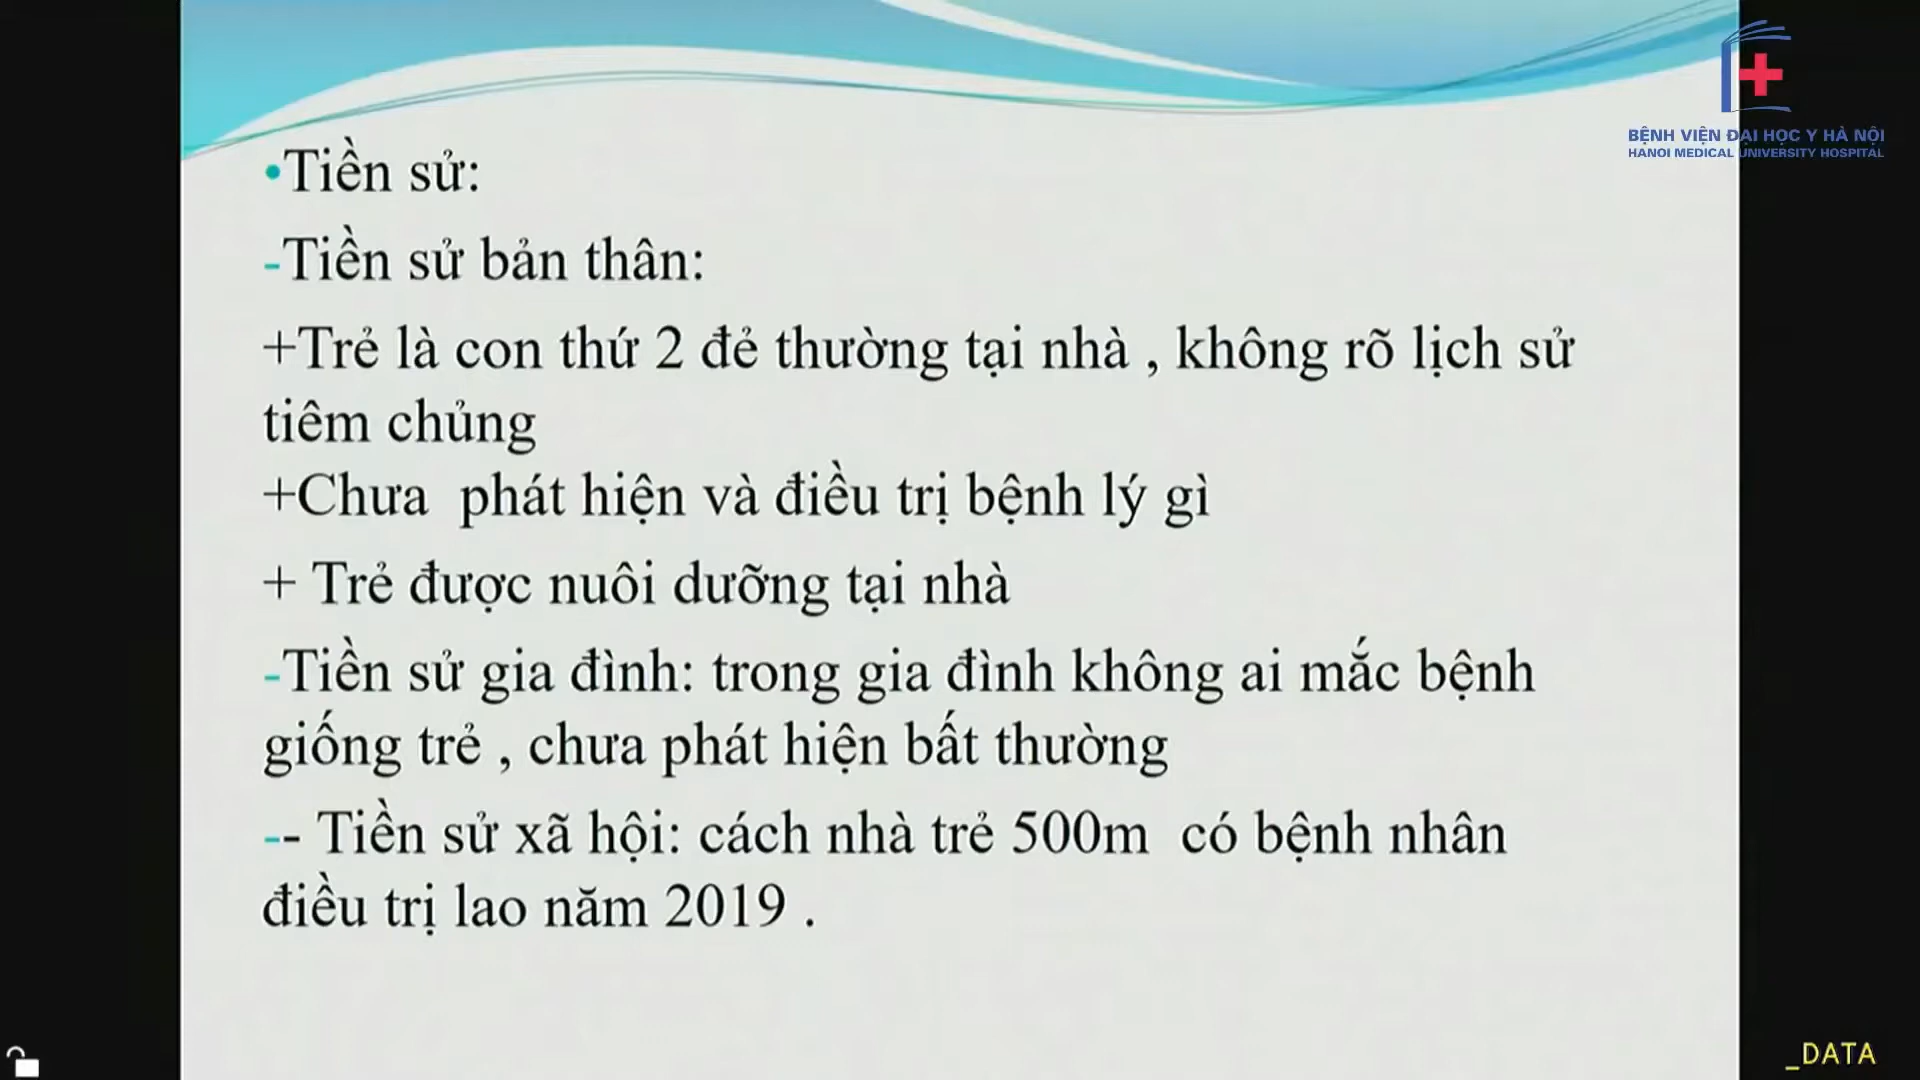 BỆNH VIỆN ĐẠI HỌC Y HÀ NỘI
HANOI MEDICAL UNIVERSITY HOSPITAL
•Tiền sử:
-Tiền sử bản thân:
+Trẻ là con thứ 2 đẻ thường tại nhà , không rõ lịch sử
tiêm chủng
+Chưa phát hiện và điều trị bệnh lý gì
+ Trẻ được nuôi dưỡng tại nhà
-Tiền sử gia đình: trong gia đình không ai mắc bệnh
giống trẻ , chưa phát hiện bất thường
-- Tiền sử xã hội: cách nhà trẻ 500m có bệnh nhân
điều trị lao năm 2019 .
_DATA